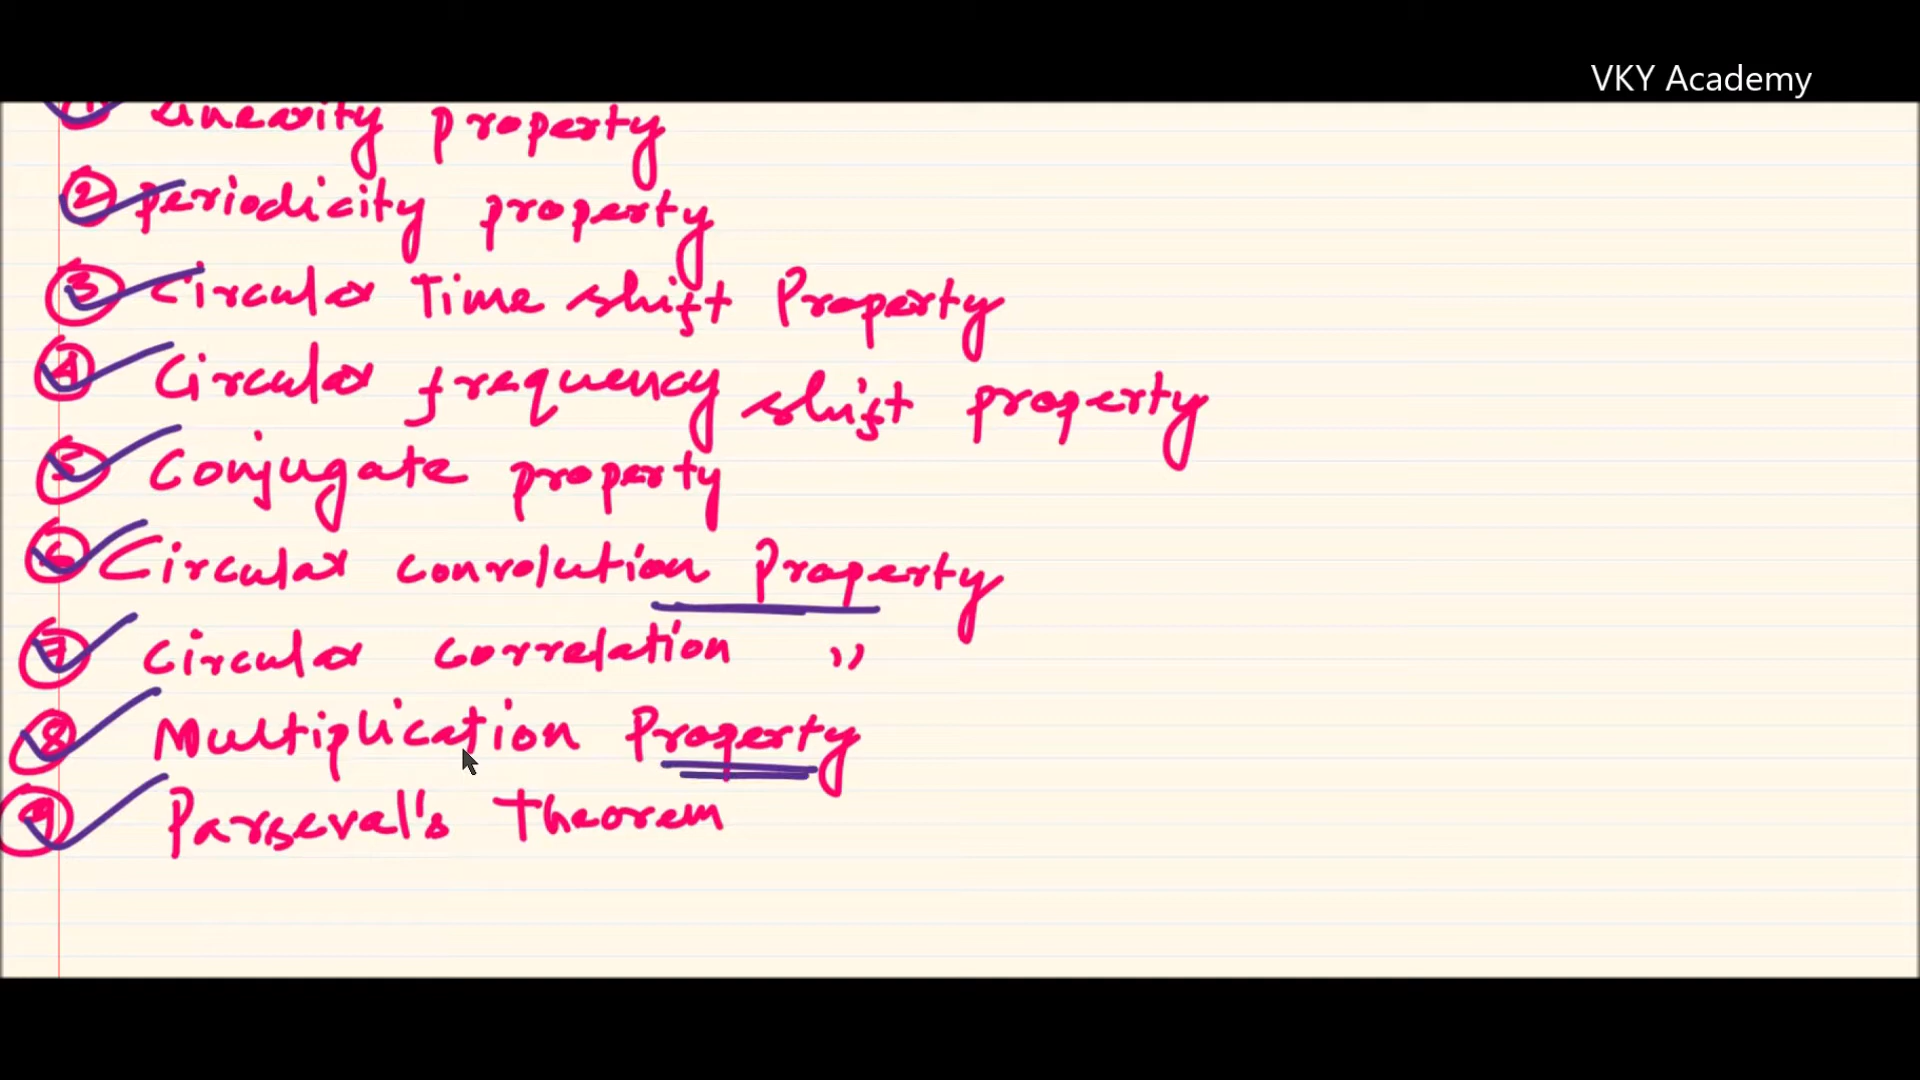 VKY Academy
① Linearity property
② Periodicity property
③ Circular Time shift Property
④ Circular frequency shift property
⑤ Conjugate property
⑥ Circular convolution Property
⑦ Circular correlation ,,
⑧ Multiplication Property
⑨ Parseval's Theorem